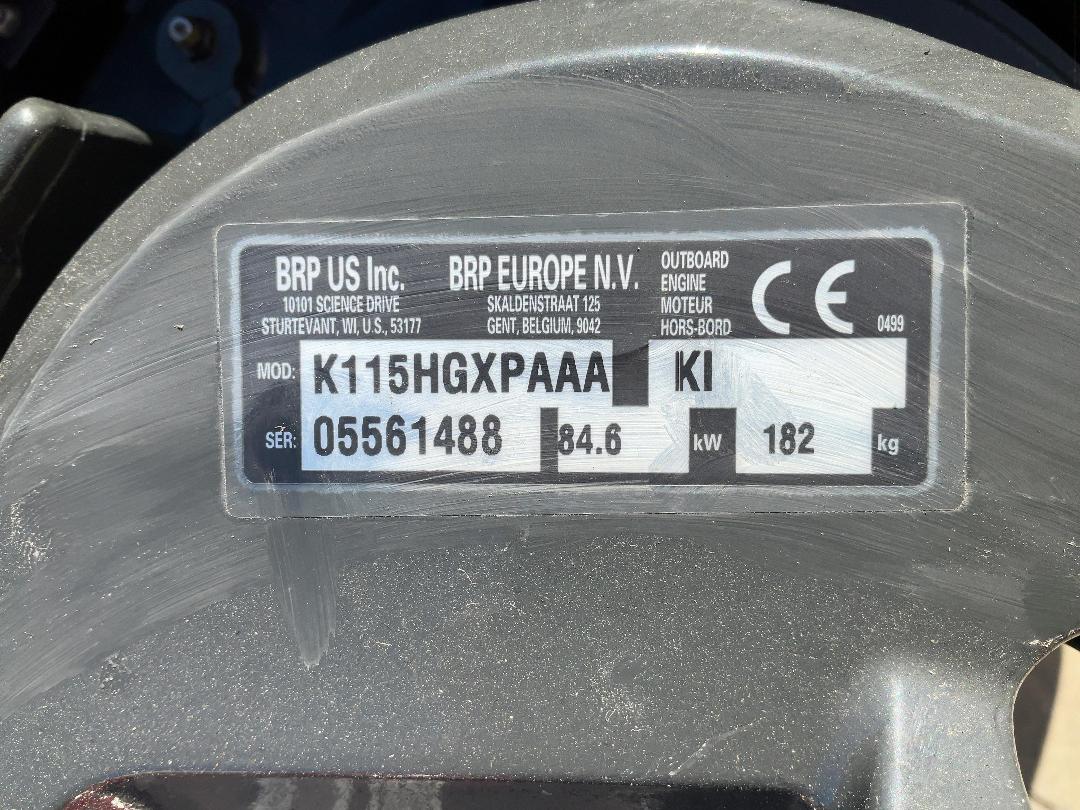 BRP US Inc.
10101 SCIENCE DRIVE
STURTEVANT, WI, U.S., 53177
BRP EUROPE N.V.
SKALDENSTRAAT 125
GENT, BELGIUM, 9042
OUTBOARD
ENGINE
MOTEUR
HORS-BORD
CE
0499
MOD: K115HGXPAAA KI
SER: 05561488 84.6 kW 182 kg